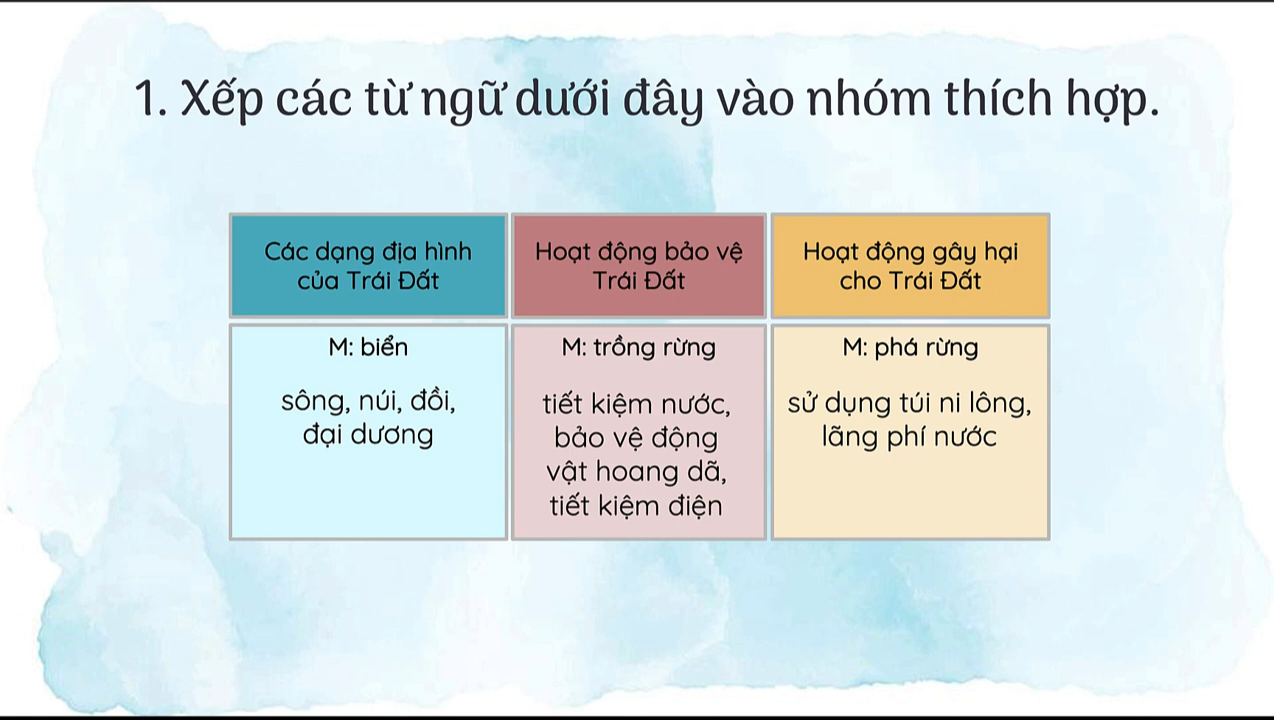 1. Xếp các từ ngữ dưới đây vào nhóm thích hợp.
Các dạng địa hình
của Trái Đất
Hoạt động bảo vệ
Trái Đất
Hoạt động gây hại
cho Trái Đất
M: biển
sông, núi, đồi,
đại dương
M: trồng rừng
tiết kiệm nước,
bảo vệ động
vật hoang dã,
tiết kiệm điện
M: phá rừng
sử dụng túi ni lông,
lãng phí nước